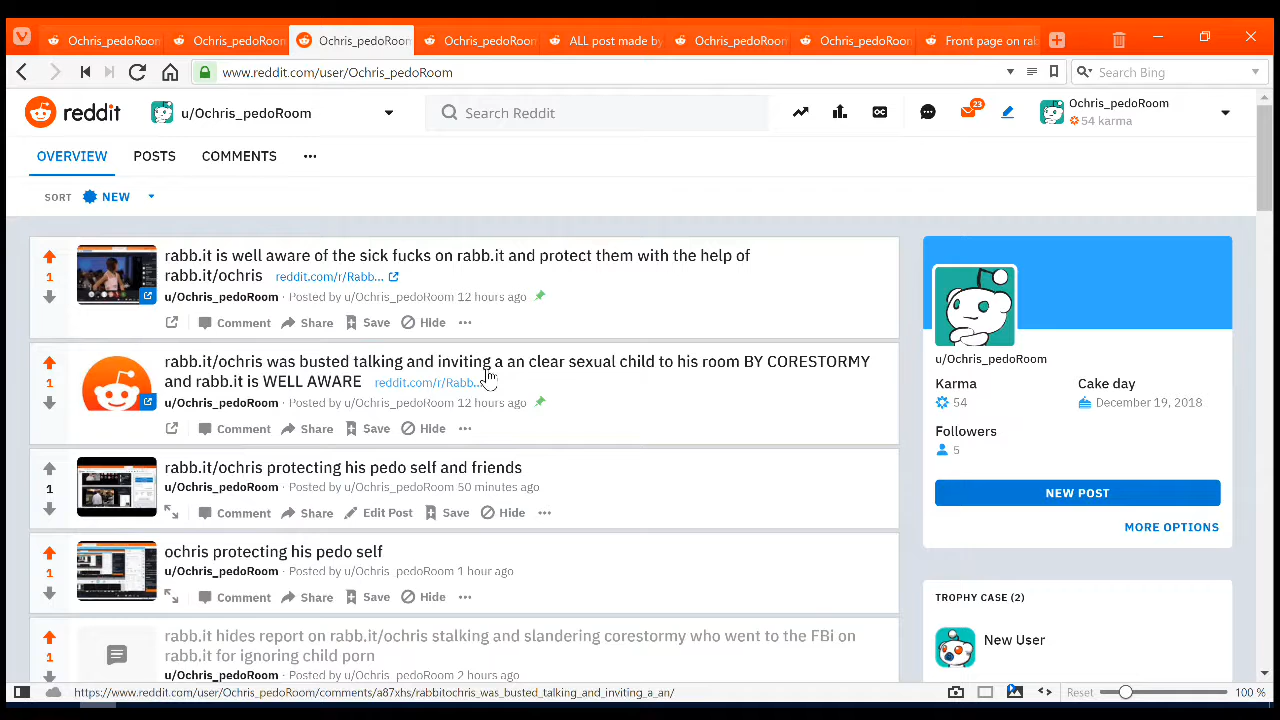 Ochris_pedoRoom
Ochris_pedoRoom
Ochris_pedoRoom
Ochris_pedoRoom
ALL post made by
Ochris_pedoRoom
Ochris_pedoRoom
Front page on rab
www.reddit.com/user/Ochris_pedoRoom
Search Bing
reddit
u/Ochris_pedoRoom
Search Reddit
23
Ochris_pedoRoom
54 karma
OVERVIEW POSTS COMMENTS •••
SORT NEW
rabb.it is well aware of the sick fucks on rabb.it and protect them with the help of
rabb.it/ochris reddit.com/r/Rabb...
1
u/Ochris_pedoRoom · Posted by u/Ochris_pedoRoom 12 hours ago
Comment Share Save Hide •••
rabb.it/ochris was busted talking and inviting a an clear sexual child to his room BY CORESTORMY
and rabb.it is WELL AWARE reddit.com/r/Rabb...
1
u/Ochris_pedoRoom · Posted by u/Ochris_pedoRoom 12 hours ago
Comment Share Save Hide •••
rabb.it/ochris protecting his pedo self and friends
1
u/Ochris_pedoRoom · Posted by u/Ochris_pedoRoom 50 minutes ago
Comment Share Edit Post Save Hide •••
ochris protecting his pedo self
1
u/Ochris_pedoRoom · Posted by u/Ochris_pedoRoom 1 hour ago
Comment Share Save Hide •••
rabb.it hides report on rabb.it/ochris stalking and slandering corestormy who went to the FBi on
rabb.it for ignoring child porn
1
u/Ochris_pedoRoom · Posted by u/Ochris_pedoRoom 2 hours ago
u/Ochris_pedoRoom
Karma Cake day
54 December 19, 2018
Followers
5
NEW POST
MORE OPTIONS
TROPHY CASE (2)
New User
https://www.reddit.com/user/Ochris_pedoRoom/comments/a87xhs/rabbitochris_was_busted_talking_and_inviting_a_an/
Reset 100 %